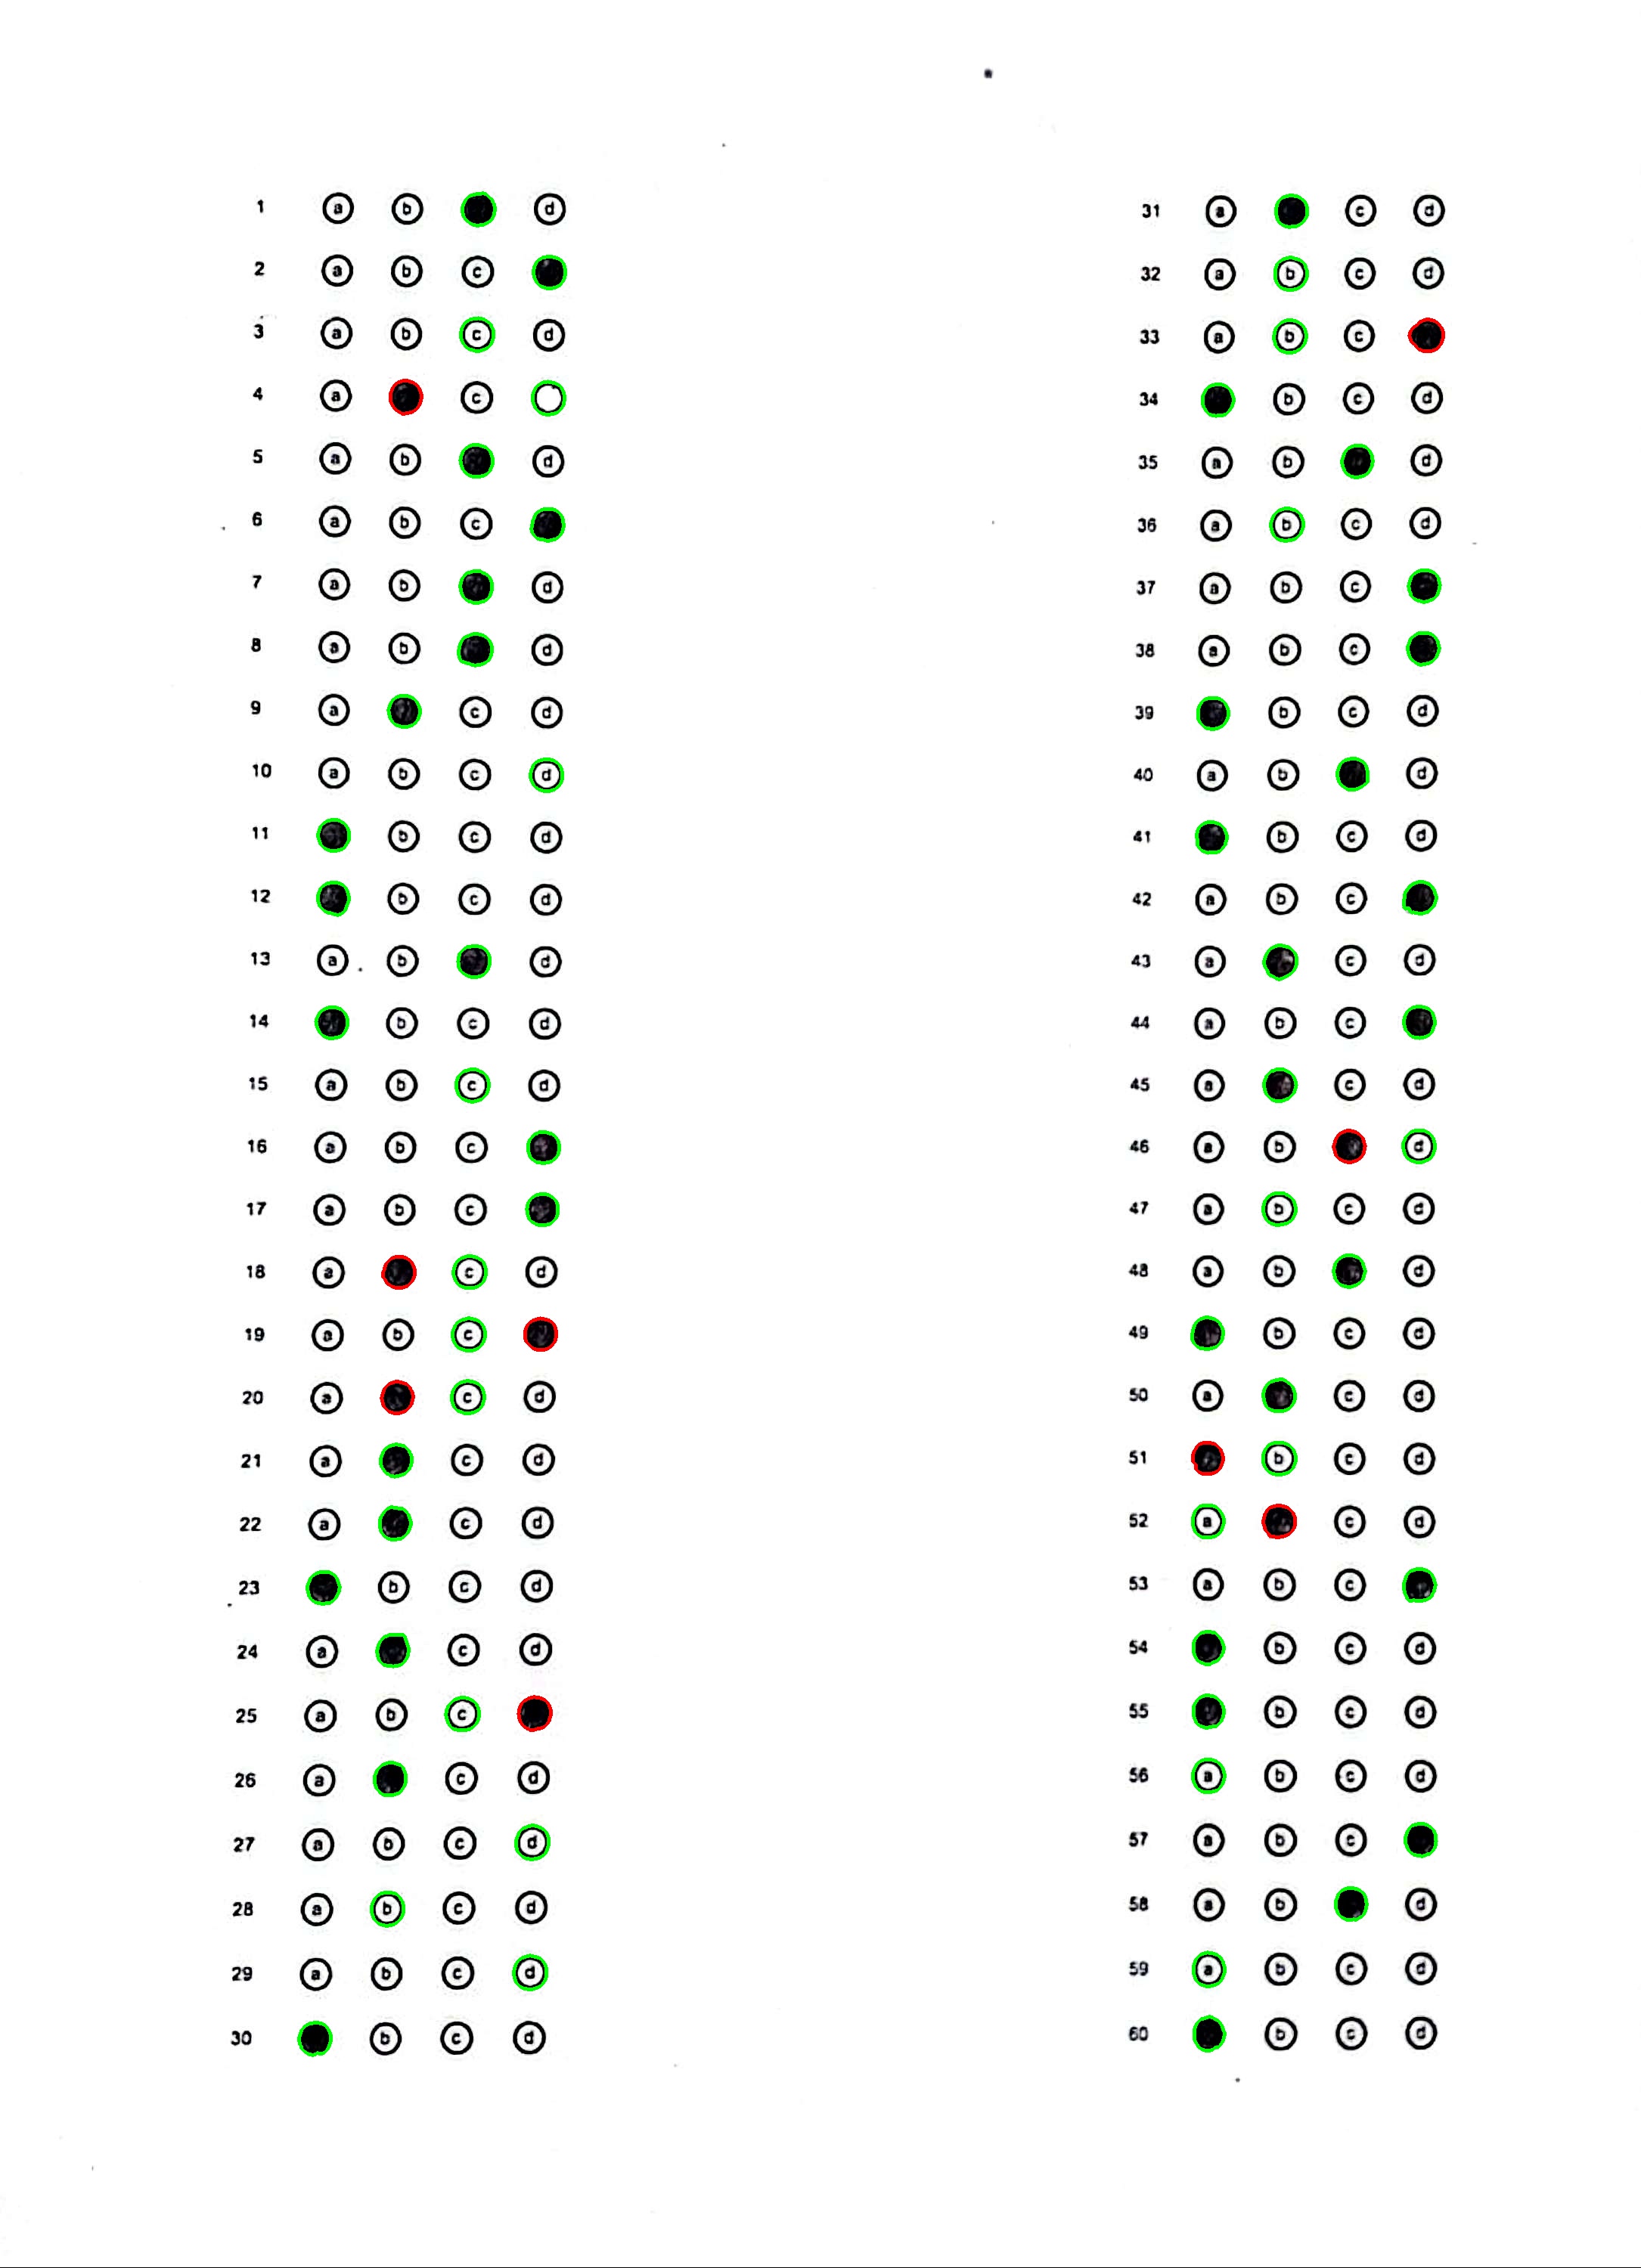 1 a b d
2 a b c
3 a b c d
4 a c
5 a b d
6 a b c
7 a b d
8 a b d
9 a c d
10 a b c d
11 b c d
12 b c d
13 a b d
14 b c d
15 a b c d
16 a b c
17 a b c
18 a c d
19 a b c
20 a c d
21 a c d
22 a c d
23 b c d
24 a c d
25 a b c
26 a c d
27 a b c d
28 a b c d
29 a b c d
30 b c d
31 a c d
32 a b c d
33 a b c
34 b c d
35 a b d
36 a b c d
37 a b c
38 a b c
39 b c d
40 a b d
41 b c d
42 a b c
43 a c d
44 a b c
45 a c d
46 a b d
47 a b c d
48 a b d
49 b c d
50 a c d
51 b c d
52 a c d
53 a b c
54 b c d
55 b c d
56 a b c d
57 a b c
58 a b d
59 a b c d
60 b c d